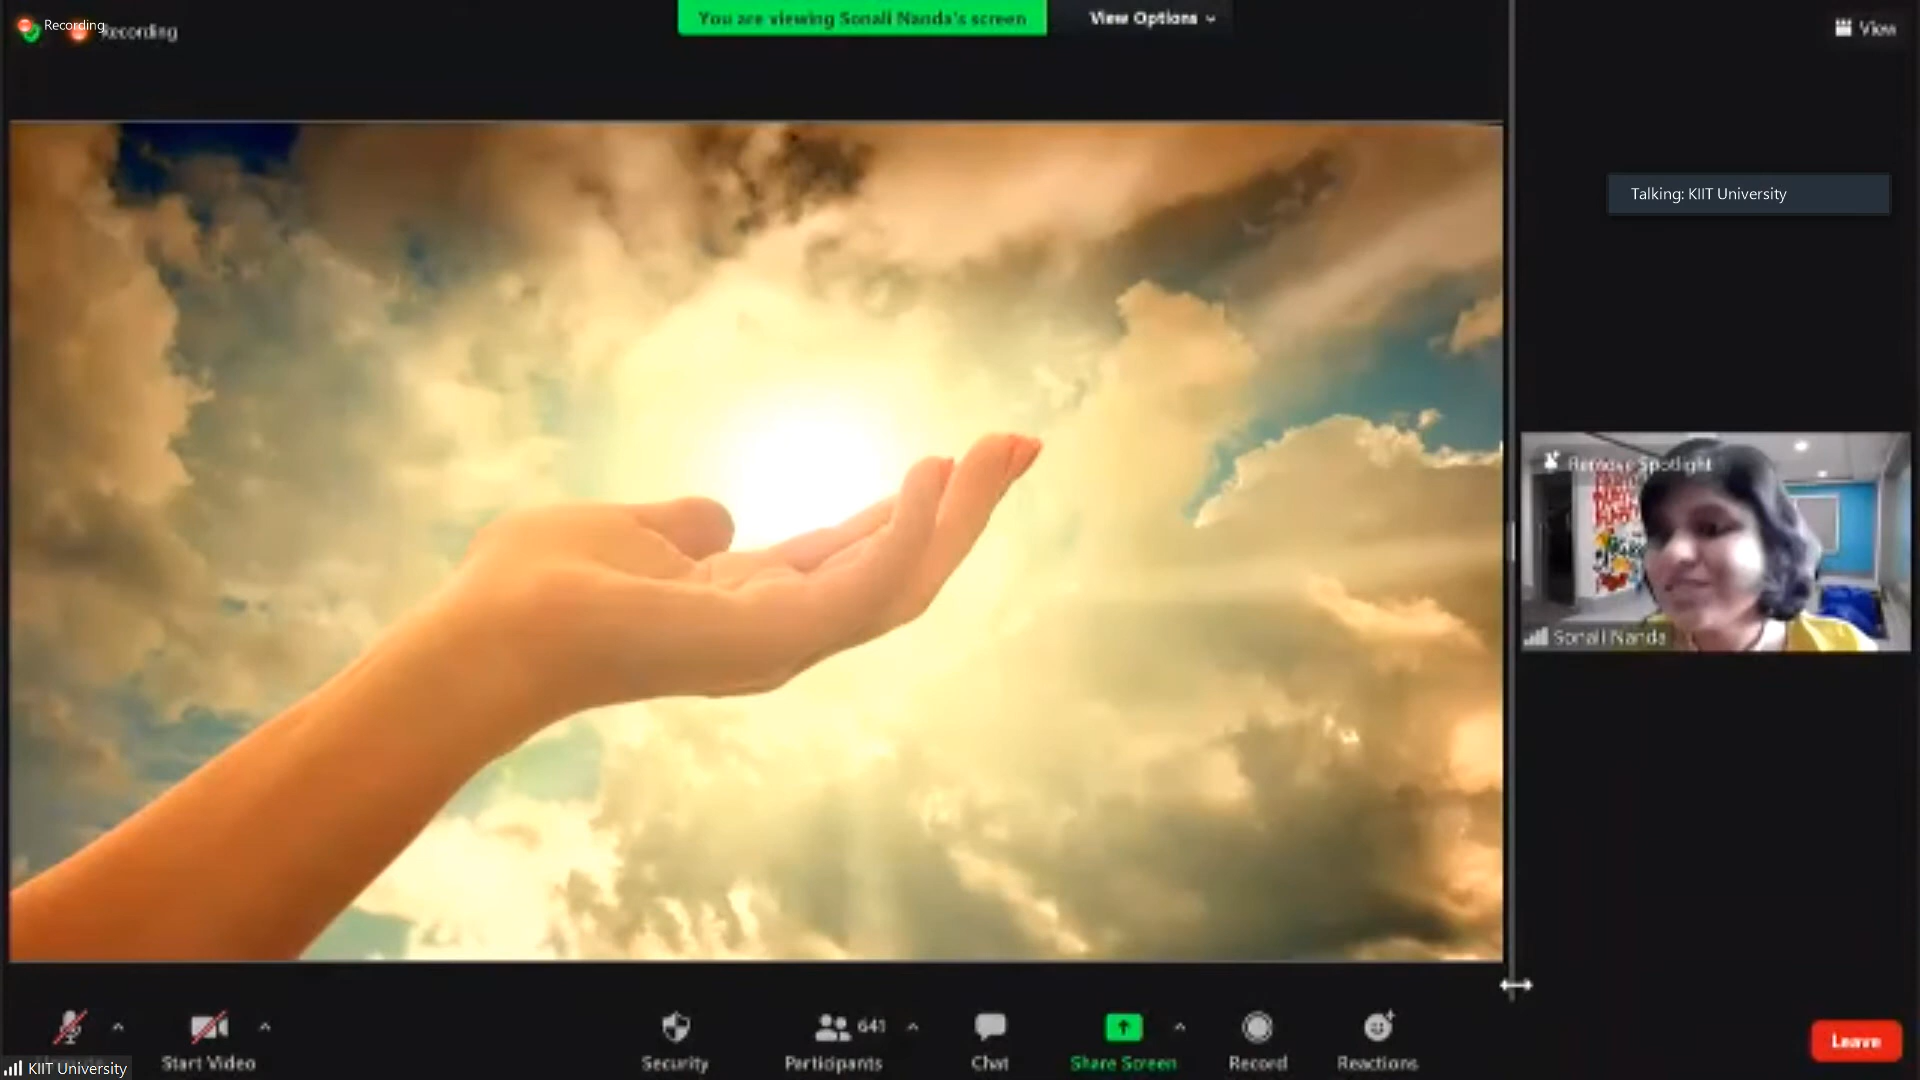 Recording
Recording
You are viewing Sonali Nanda's screen
View Options
View
Talking: KIIT University
Remove Spotlight
Sonali Nanda
641
Start Video
Security
Participants
Chat
Share Screen
Record
Reactions
Leave
KIIT University